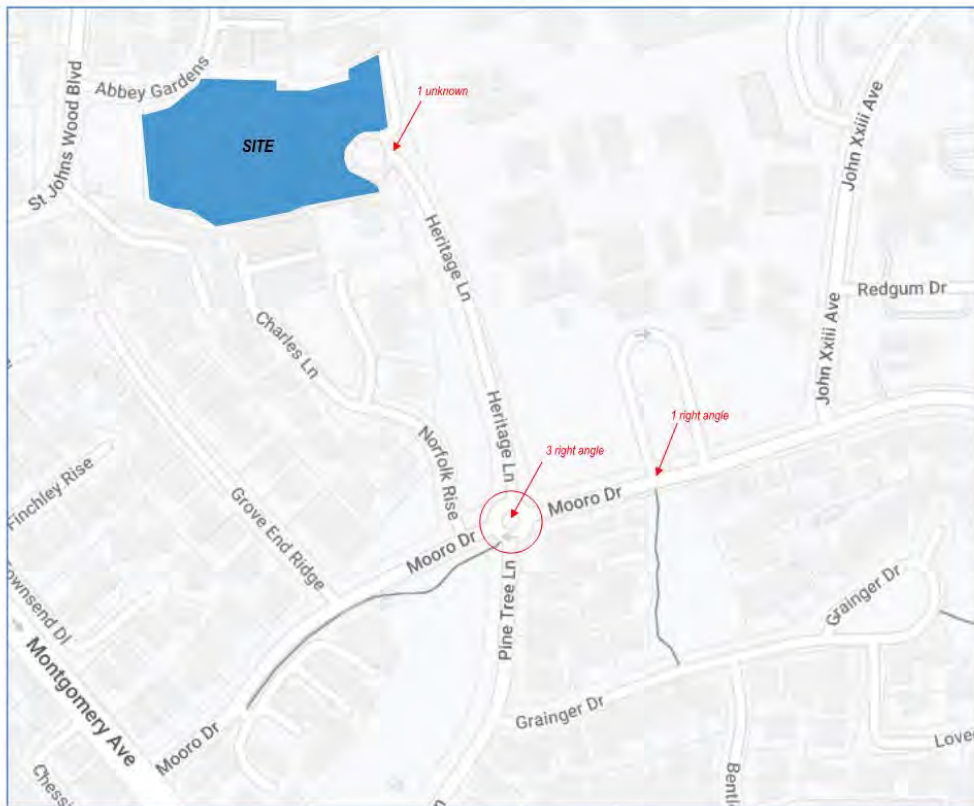 Abbey Gardens
1 unknown
SITE
St Johns Wood Blvd
John Xxiii Ave
Heritage Ln
Redgum Dr
Charles Ln
John Xxiii Ave
Heritage Ln
1 right angle
Norfolk Rise
3 right angle
Finchley Rise
Grove End Ridge
Mooro Dr
Mooro Dr
Pine Tree Ln
Grainger Dr
Townsend Dl
Montgomery Ave
Grainger Dr
Mooro Dr